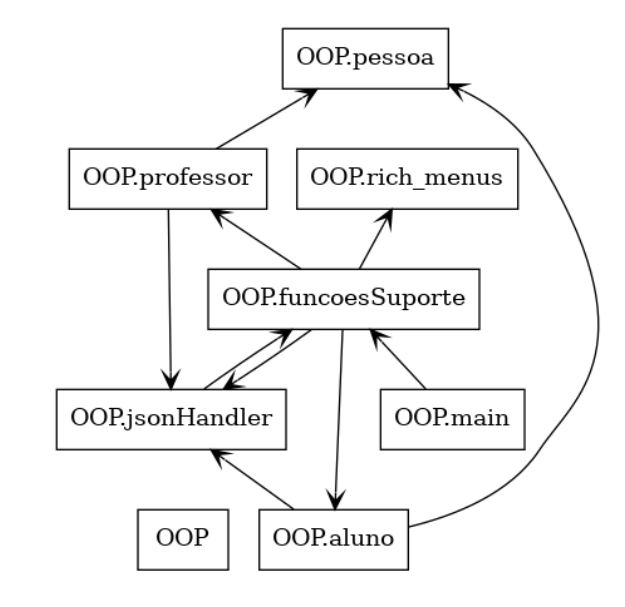 OOP.pessoa
OOP.professor
OOP.rich_menus
OOP.funcoesSuporte
OOP.jsonHandler
OOP.main
OOP
OOP.aluno